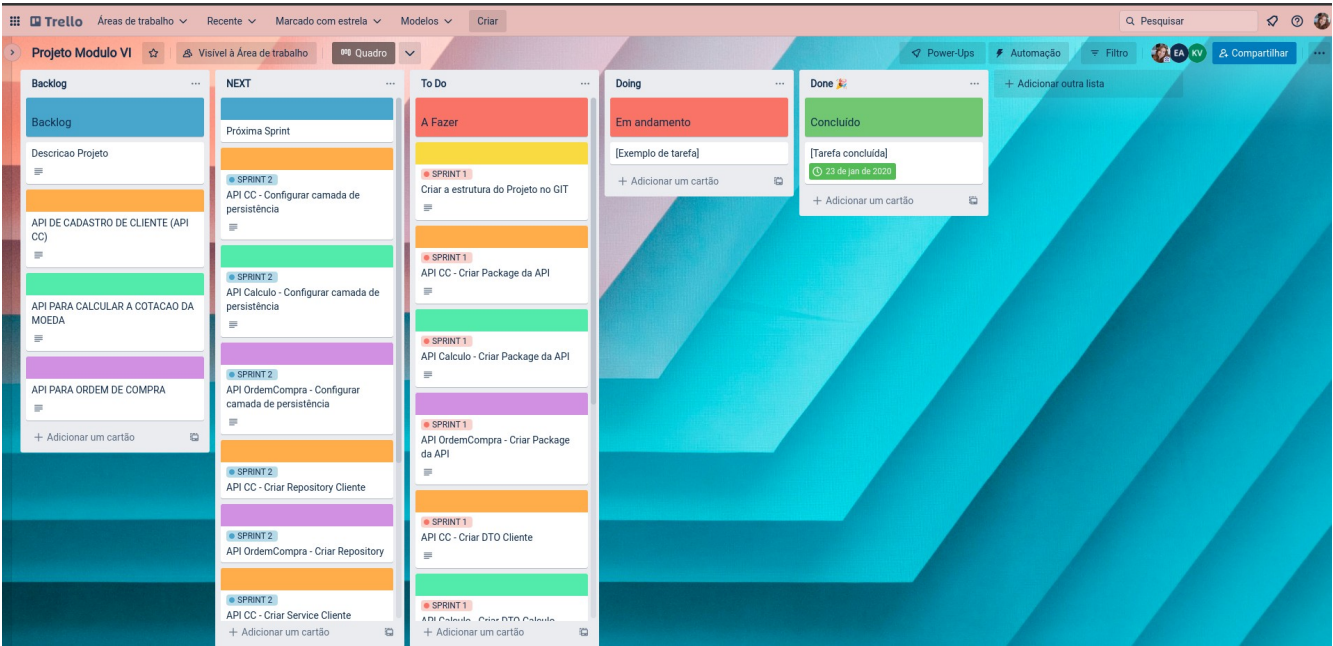 Trello Áreas de trabalho Recente Marcado com estrela Modelos Criar Pesquisar
Projeto Modulo VI Visível à Área de trabalho Quadro Power-Ups Automação Filtro EA KV Compartilhar
Backlog
Backlog
Descricao Projeto
API DE CADASTRO DE CLIENTE (API
CC)
API PARA CALCULAR A COTACAO DA
MOEDA
API PARA ORDEM DE COMPRA
+ Adicionar um cartão
NEXT
Próxima Sprint
SPRINT 2
API CC - Configurar camada de
persistência
SPRINT 2
API Calculo - Configurar camada de
persistência
SPRINT 2
API OrdemCompra - Configurar
camada de persistência
SPRINT 2
API CC - Criar Repository Cliente
SPRINT 2
API OrdemCompra - Criar Repository
SPRINT 2
API CC - Criar Service Cliente
+ Adicionar um cartão
To Do
A Fazer
SPRINT 1
Criar a estrutura do Projeto no GIT
SPRINT 1
API CC - Criar Package da API
SPRINT 1
API Calculo - Criar Package da API
SPRINT 1
API OrdemCompra - Criar Package
da API
SPRINT 1
API CC - Criar DTO Cliente
SPRINT 1
API Calculo - Criar DTO Calculo
+ Adicionar um cartão
Doing
Em andamento
[Exemplo de tarefa]
+ Adicionar um cartão
Done 🎉
Concluído
[Tarefa concluída]
23 de jan de 2020
+ Adicionar um cartão
+ Adicionar outra lista